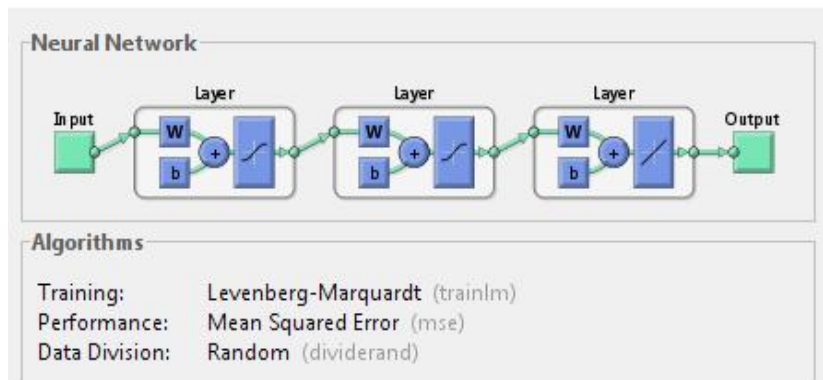 Neural Network
Layer Layer Layer
Input Output
W W W
+ + +
b b b
Algorithms
Training: Levenberg-Marquardt (trainlm)
Performance: Mean Squared Error (mse)
Data Division: Random (dividerand)